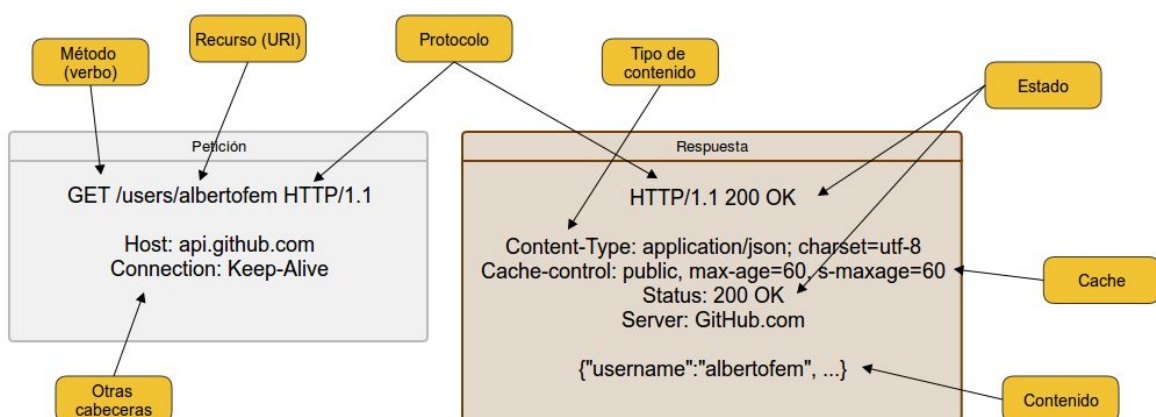 Método
(verbo)
Recurso (URI)
Protocolo
Tipo de
contenido
Estado
Petición
GET /users/albertofem HTTP/1.1
Host: api.github.com
Connection: Keep-Alive
Otras
cabeceras
Respuesta
HTTP/1.1 200 OK
Content-Type: application/json; charset=utf-8
Cache-control: public, max-age=60, s-maxage=60
Status: 200 OK
Server: GitHub.com
{"username":"albertofem", ...}
Cache
Contenido